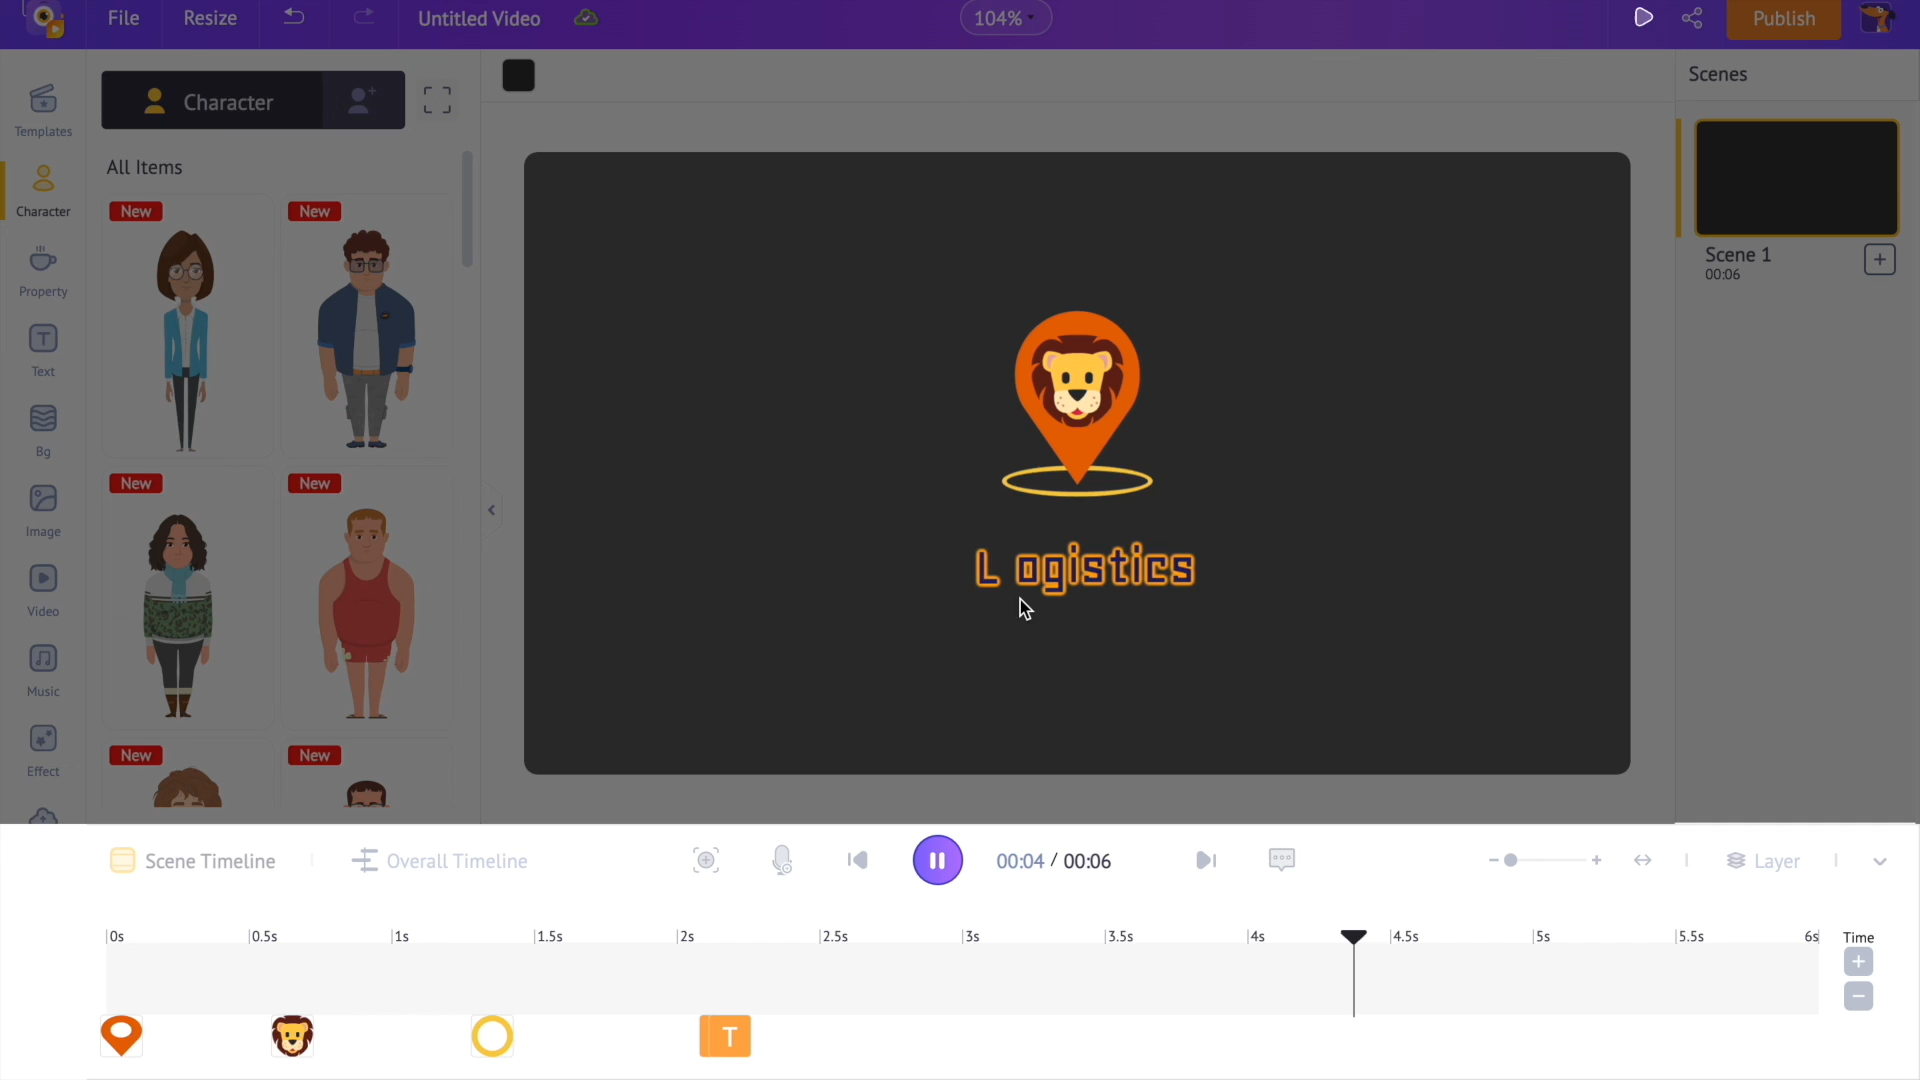 File
Resize
Untitled Video
104%
Publish
Templates
Character
Property
Text
Bg
Image
Video
Music
Effect
Character
All Items
New
New
New
New
New
New
L ogistics
Scenes
Scene 1
00:06
Scene Timeline
Overall Timeline
00:04 / 00:06
Layer
0s
0.5s
1s
1.5s
2s
2.5s
3s
3.5s
4s
4.5s
5s
5.5s
6s
Time
T